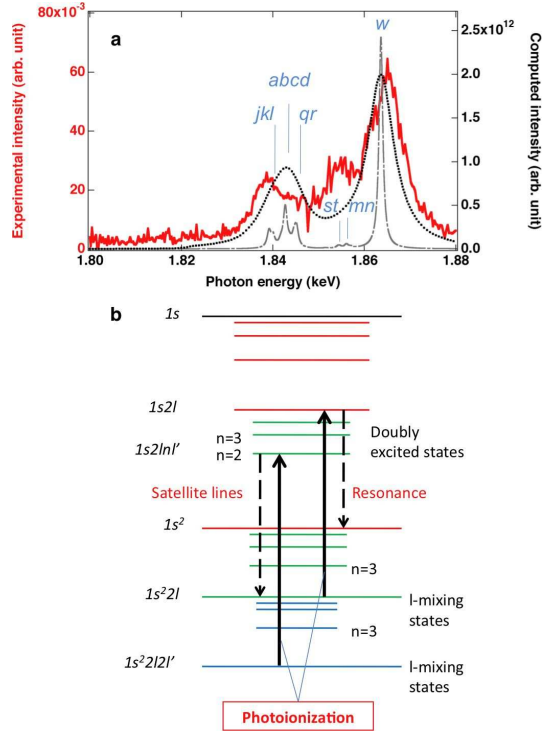 80x10⁻³
60
40
20
0
Experimental intensity (arb. unit)
a
w
abcd
jkl
qr
st
mn
2.5x10¹²
2.0
1.5
1.0
0.5
0.0
Computed intensity (arb. unit)
1.80
1.82
1.84
1.86
1.88
Photon energy (keV)
b
1s
1s2l
n=3
1s2lnl’
n=2
Doubly
excited states
Satellite lines
Resonance
1s²
n=3
1s²2l
l-mixing
states
n=3
1s²2l2l’
l-mixing
states
Photoionization